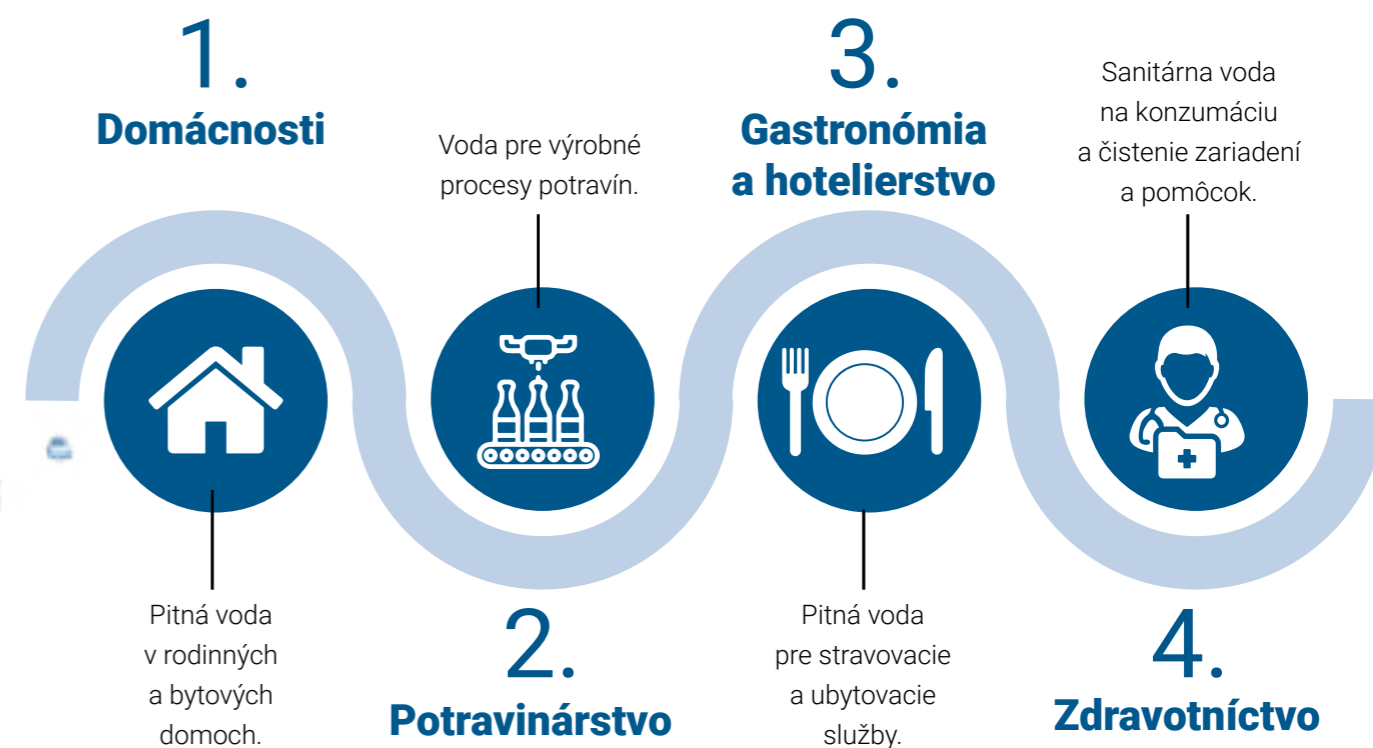 1.
Domácnosti
Pitná voda
v rodinných
a bytových
domoch.
Voda pre výrobné
procesy potravín.
2.
Potravinárstvo
3.
Gastronómia
a hotelierstvo
Pitná voda
pre stravovacie
a ubytovacie
služby.
Sanitárna voda
na konzumáciu
a čistenie zariadení
a pomôcok.
4.
Zdravotníctvo